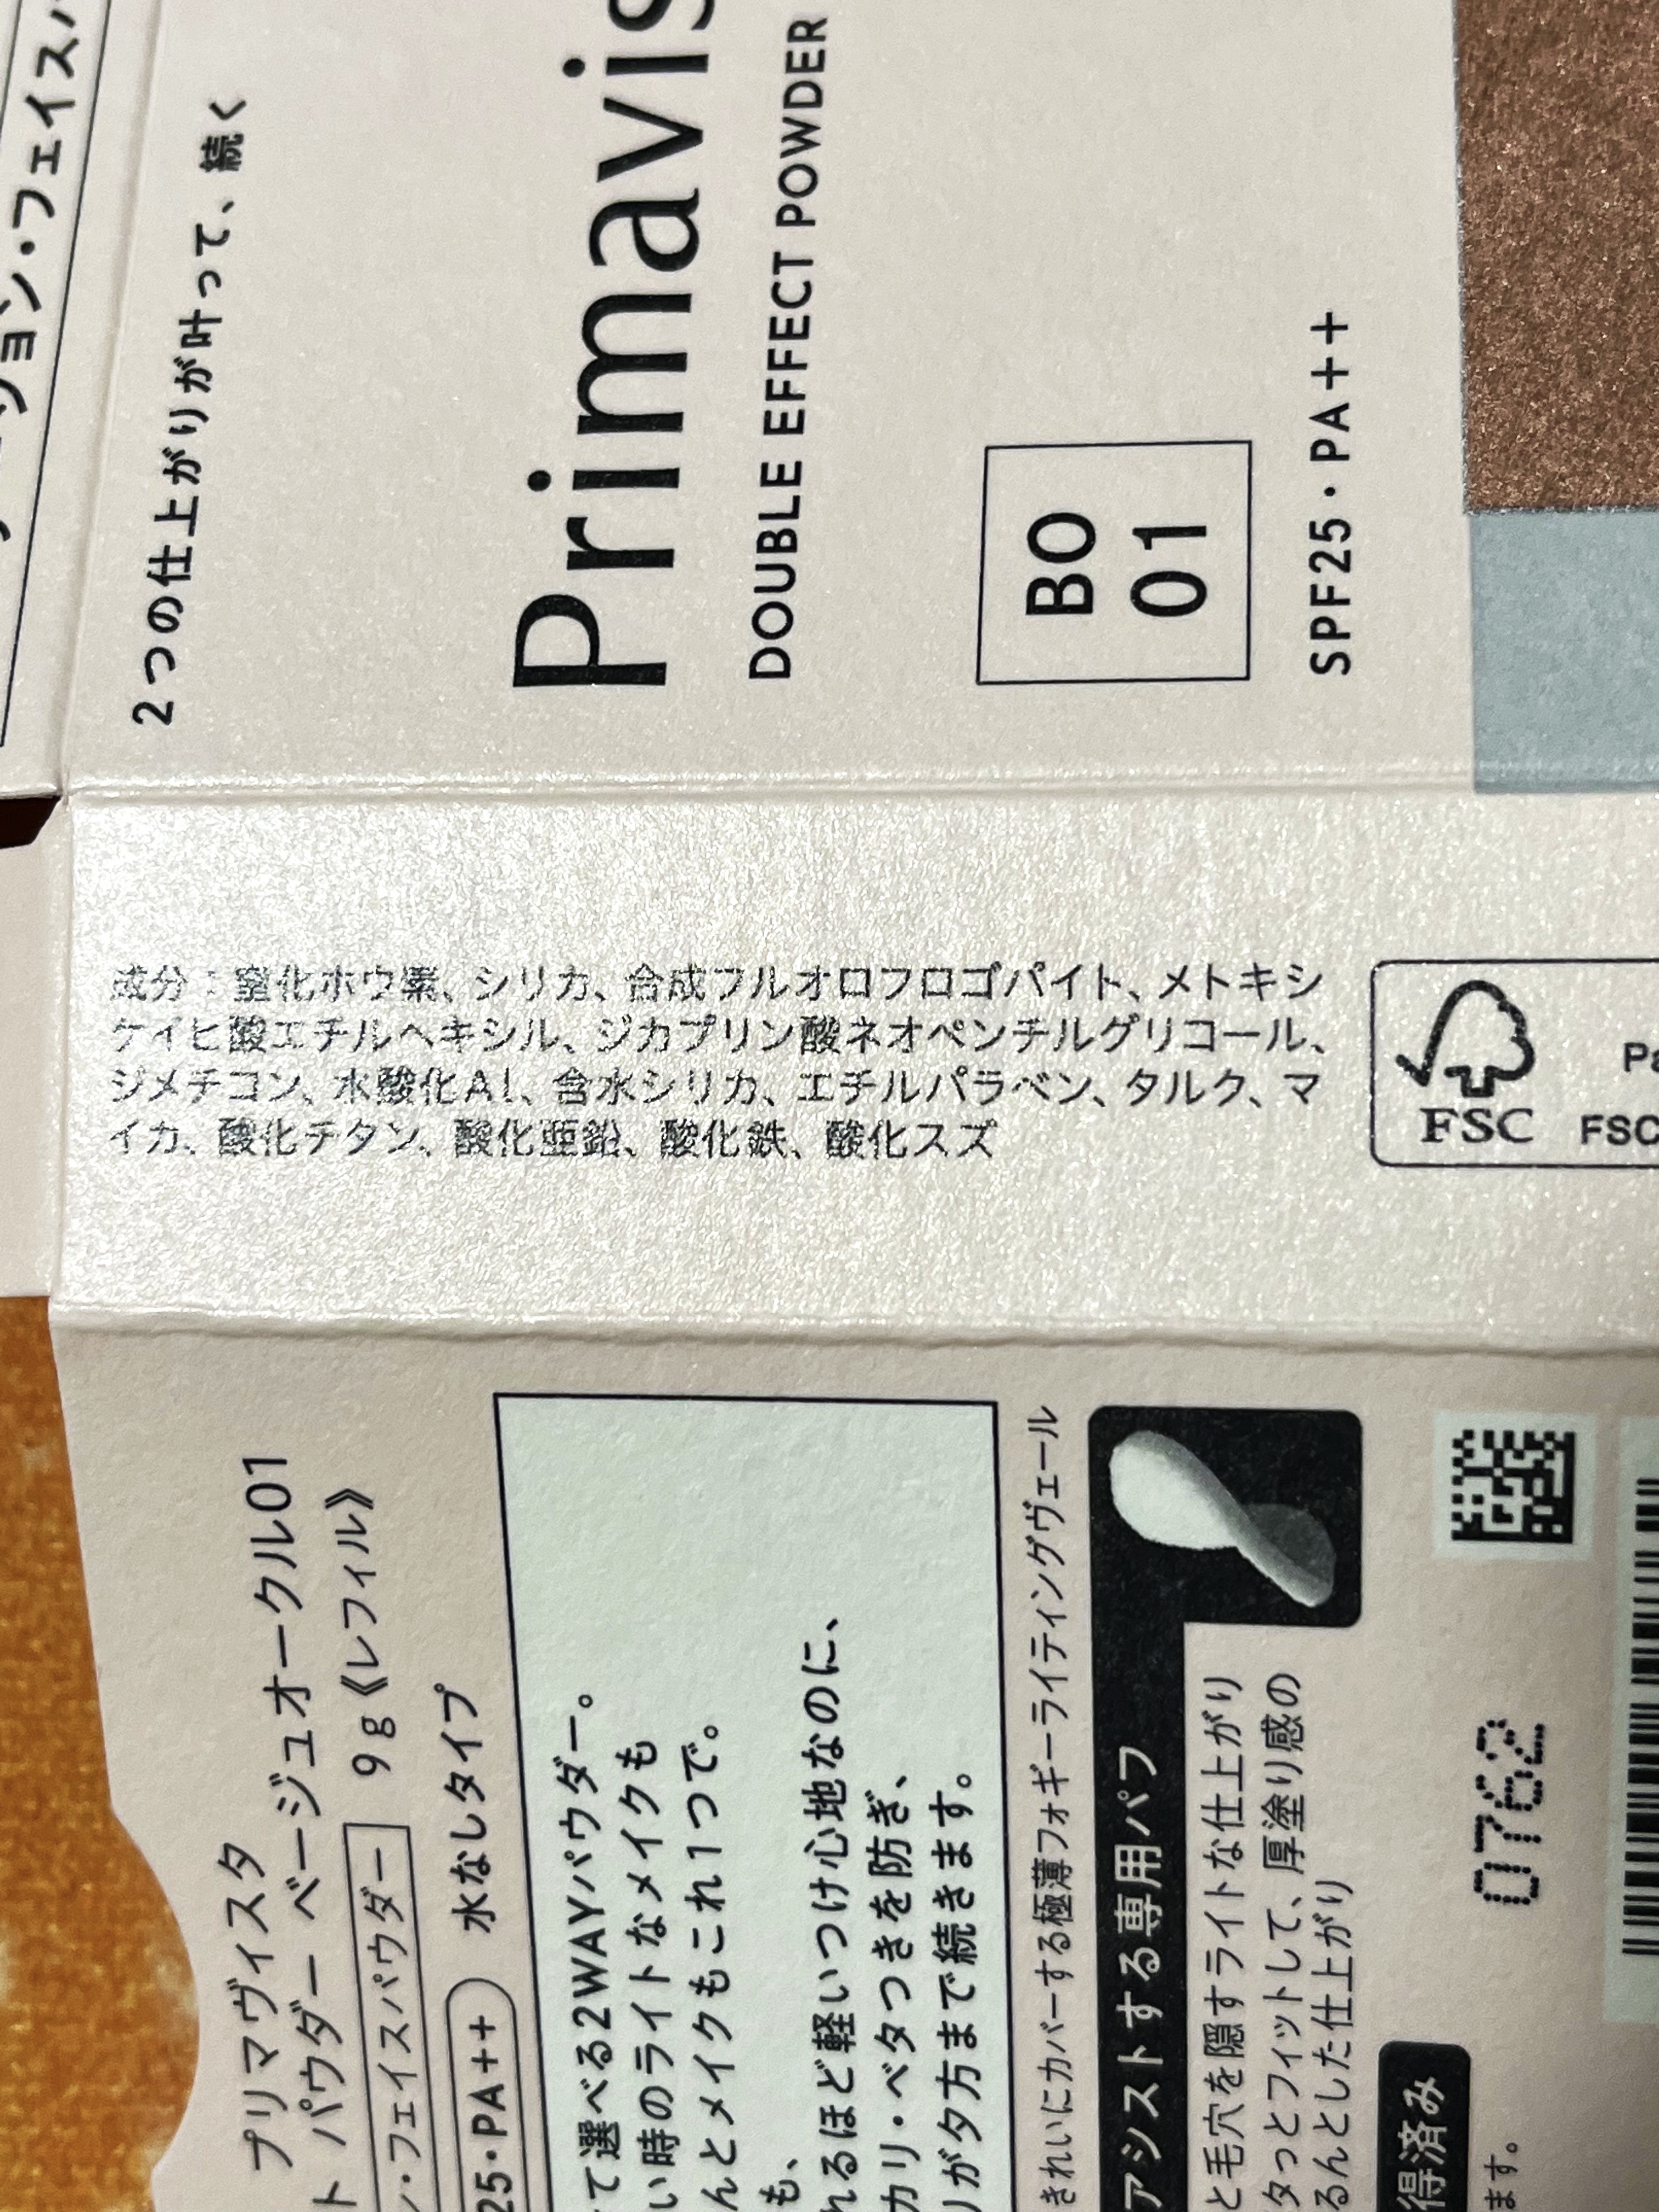 ョン・フェイスパ
2つの仕上がりが叶って、続く
Primavis
DOUBLE EFFECT POWDER
BO
01
SPF25・PA++
成分：窒化ホウ素、シリカ、合成フルオロフロゴパイト、メトキシ
ケイヒ酸エチルヘキシル、ジカプリン酸ネオペンチルグリコール、
ジメチコン、水酸化Al、含水シリカ、エチルパラベン、タルク、マ
イカ、酸化チタン、酸化亜鉛、酸化鉄、酸化スズ
FSC
FSC
プリマヴィスタ
ト パウダー ベージュオークル01
ン・フェイスパウダー 9g《レフィル》
25・PA++ 水なしタイプ
て選べる2WAYパウダー。
い時のライトなメイクも
んとメイクもこれ1つで。
も、
れるほど軽いつけ心地なのに、
カリ・ベタつきを防ぎ、
が夕方まで続きます。
きれいにカバーする極薄フォギーライティングヴェール
アシストする専用パフ
と毛穴を隠すライトな仕上がり
タっとフィットして、厚塗り感の
るんとした仕上がり
得済み
ます。
0762